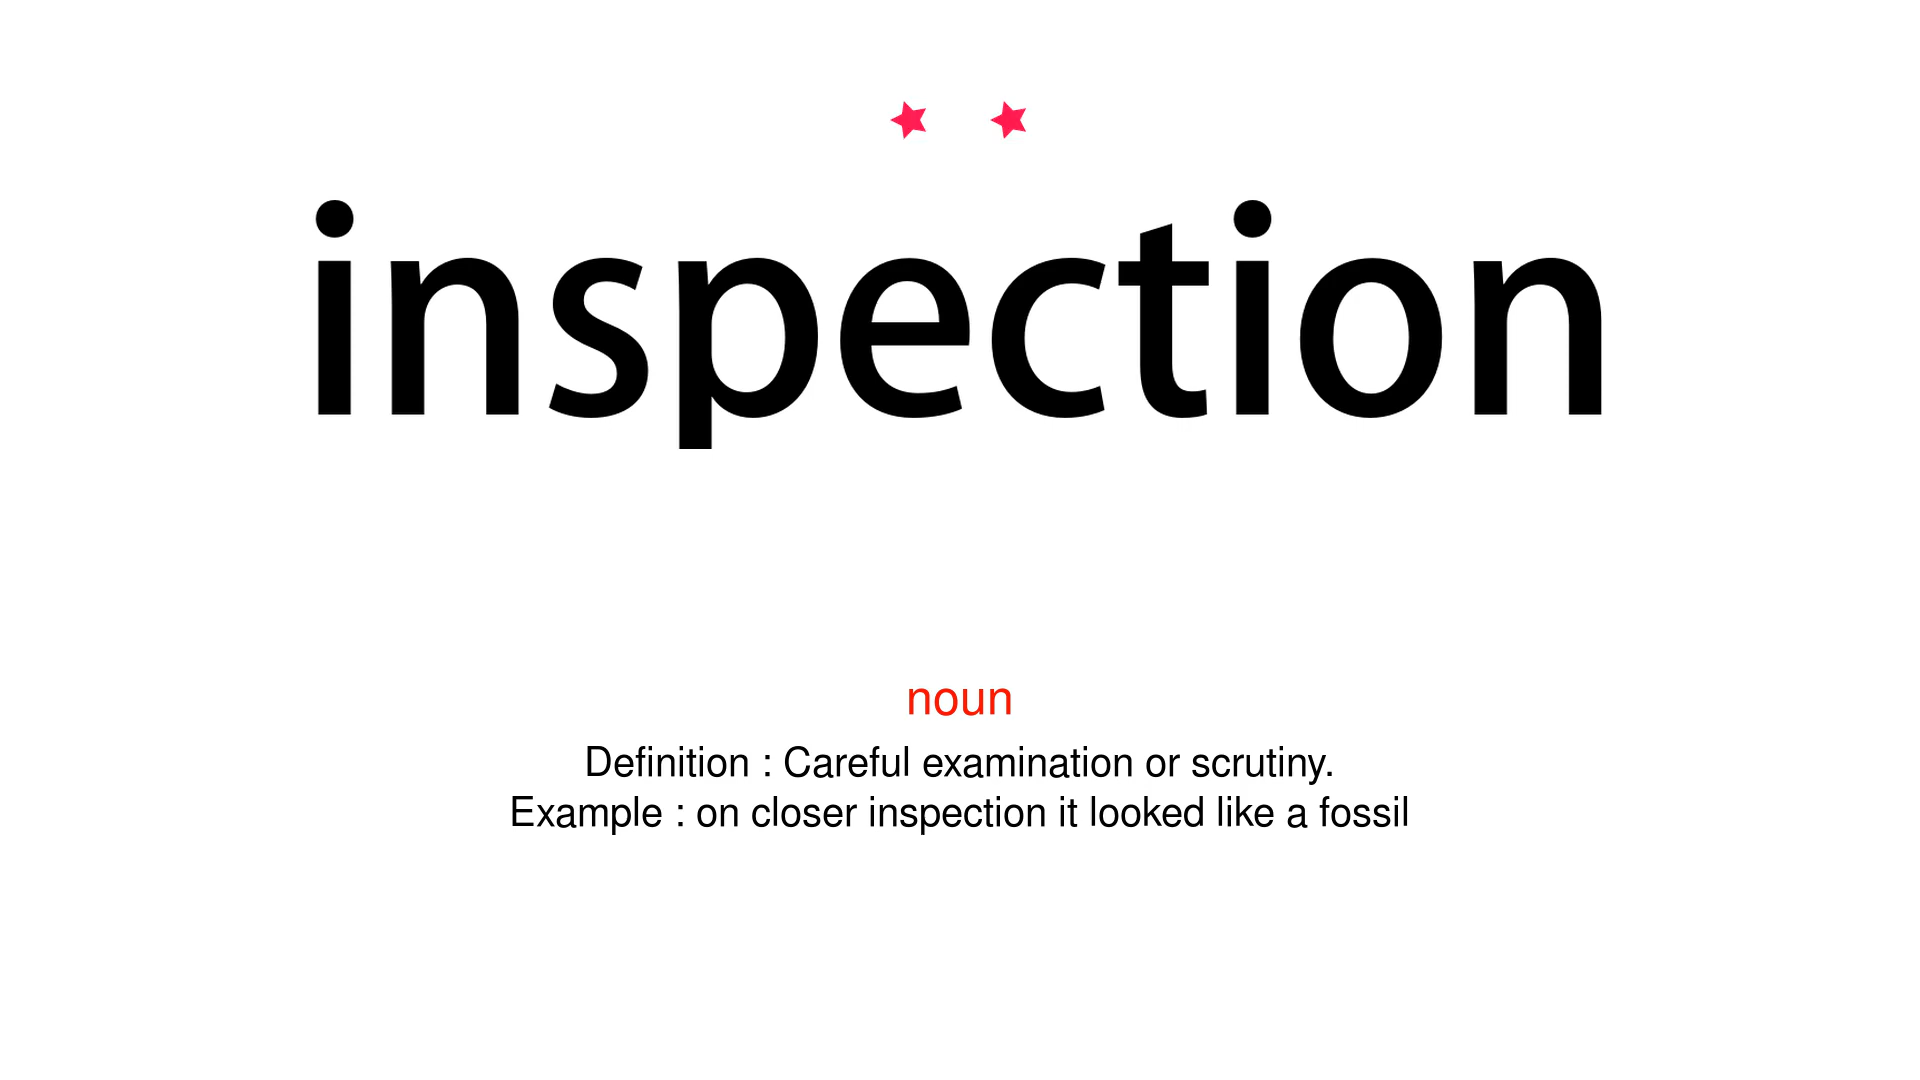 inspection
noun
Definition : Careful examination or scrutiny.
Example : on closer inspection it looked like a fossil